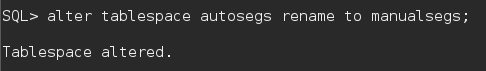 SQL> alter tablespace autosegs rename to manualsegs;
Tablespace altered.